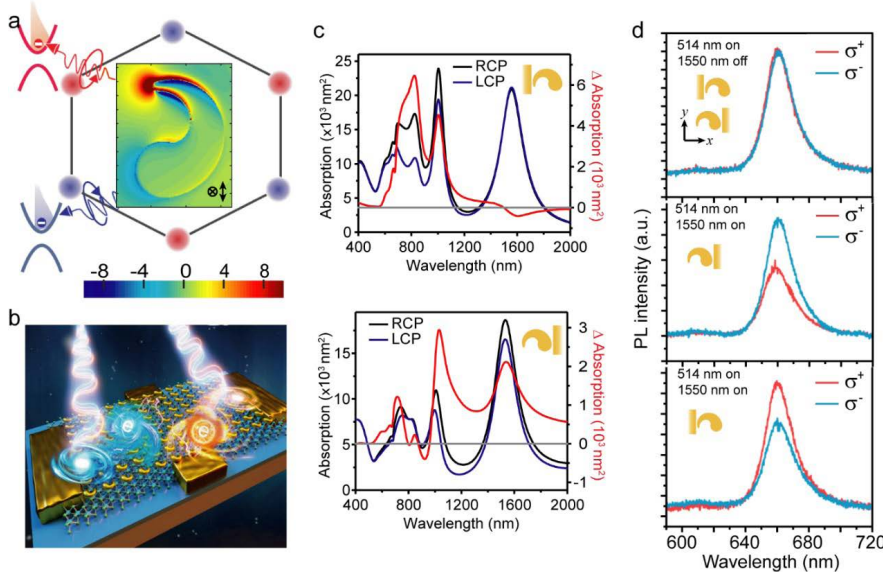 a
⊗
-8 -4 0 4 8
b
c
RCP
LCP
Absorption (x10³ nm²)
25
20
15
10
5
0
Δ Absorption (10³ nm²)
6
4
2
0
400 800 1200 1600 2000
Wavelength (nm)
RCP
LCP
Absorption (×10³ nm²)
15
10
5
0
Δ Absorption (10³ nm²)
3
2
1
0
-1
400 800 1200 1600 2000
Wavelength (nm)
d
514 nm on
1550 nm off
σ⁺
σ⁻
y
x
514 nm on
1550 nm on
σ⁺
σ⁻
514 nm on
1550 nm on
σ⁺
σ⁻
PL intensity (a.u.)
600 640 680 720
Wavelength (nm)